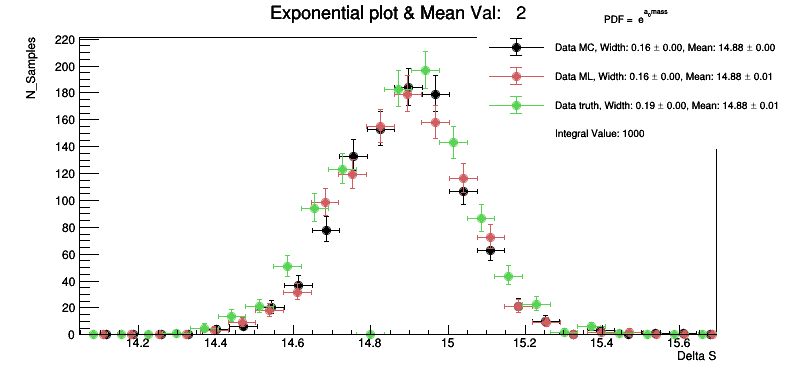 Exponential plot & Mean Val: 2
PDF = e^{a_0 mass}
Data MC, Width: 0.16 ± 0.00, Mean: 14.88 ± 0.00
Data ML, Width: 0.16 ± 0.00, Mean: 14.88 ± 0.01
Data truth, Width: 0.19 ± 0.00, Mean: 14.88 ± 0.01
Integral Value: 1000
N_Samples
220
200
180
160
140
120
100
80
60
40
20
0
14.2 14.4 14.6 14.8 15 15.2 15.4 15.6
Delta S